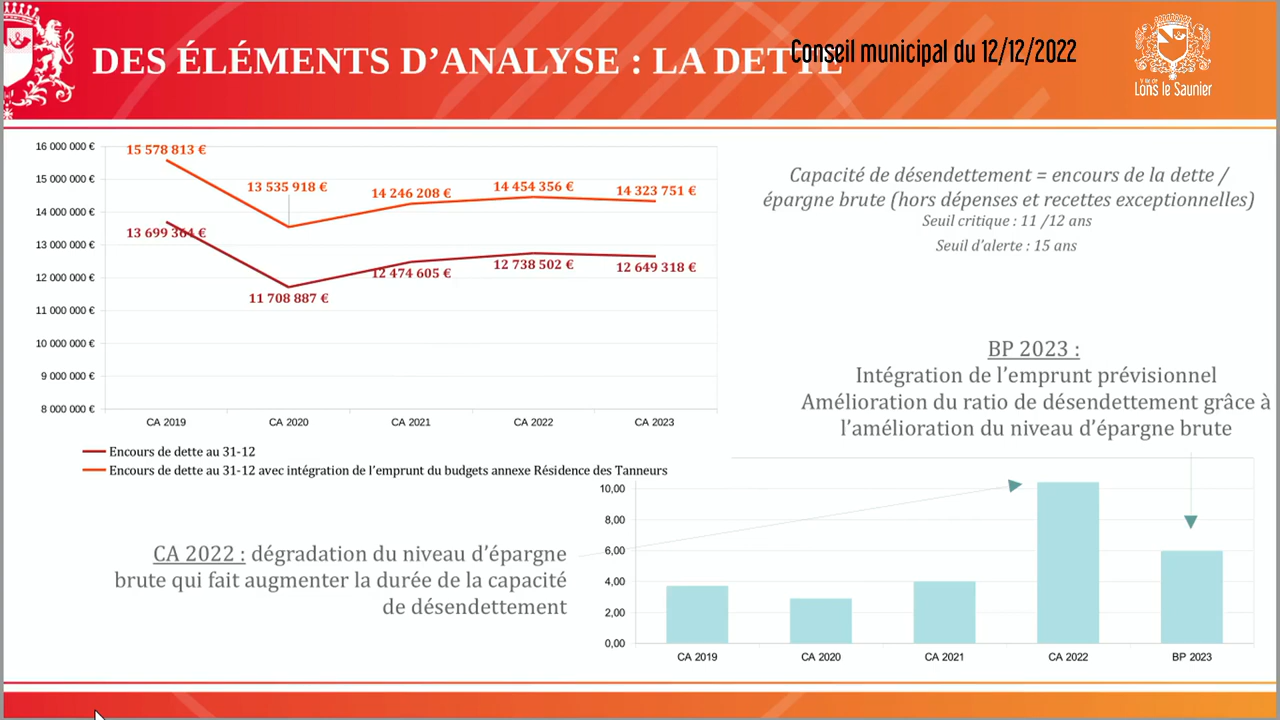 DES ÉLÉMENTS D’ANALYSE : LA DETTE
Conseil municipal du 12/12/2022
Ville de
Lons le Saunier
16 000 000 €
15 000 000 €
14 000 000 €
13 000 000 €
12 000 000 €
11 000 000 €
10 000 000 €
9 000 000 €
8 000 000 €
15 578 813 €
13 535 918 €
14 246 208 €
14 454 356 €
14 323 751 €
13 699 364 €
11 708 887 €
12 474 605 €
12 738 502 €
12 649 318 €
CA 2019
CA 2020
CA 2021
CA 2022
CA 2023
Encours de dette au 31-12
Encours de dette au 31-12 avec intégration de l’emprunt du budgets annexe Résidence des Tanneurs
Capacité de désendettement = encours de la dette /
épargne brute (hors dépenses et recettes exceptionnelles)
Seuil critique : 11 /12 ans
Seuil d’alerte : 15 ans
BP 2023 :
Intégration de l’emprunt prévisionnel
Amélioration du ratio de désendettement grâce à
l’amélioration du niveau d’épargne brute
CA 2022 : dégradation du niveau d’épargne
brute qui fait augmenter la durée de la capacité
de désendettement
10,00
8,00
6,00
4,00
2,00
0,00
CA 2019
CA 2020
CA 2021
CA 2022
BP 2023